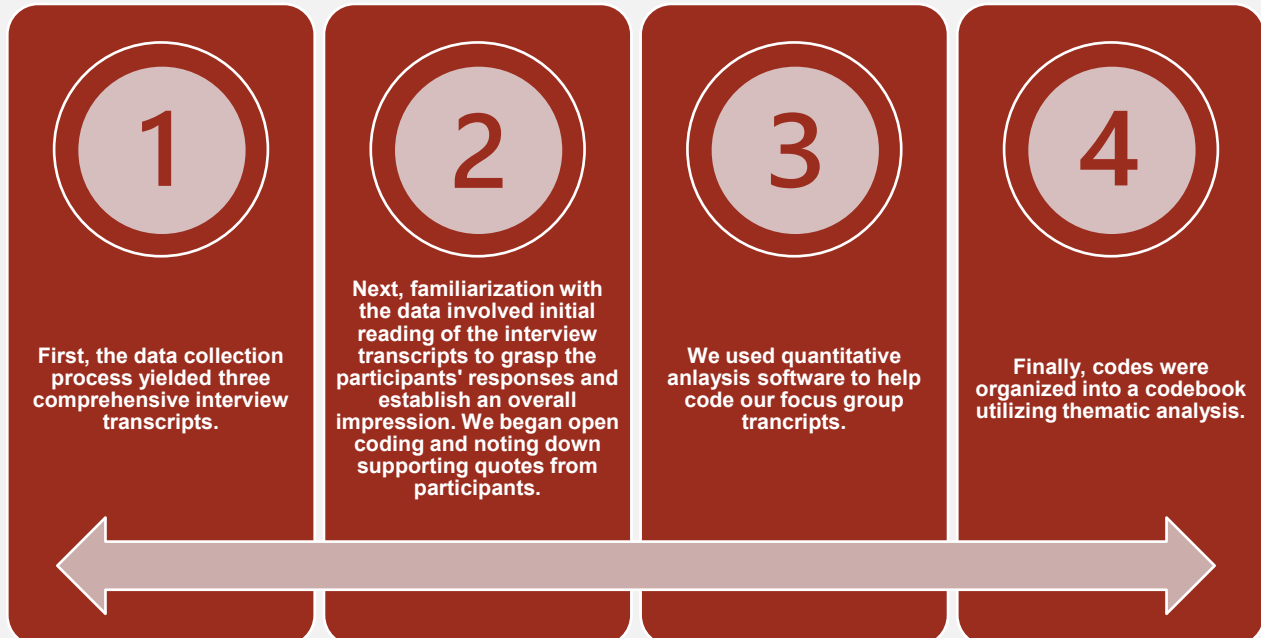 1
First, the data collection
process yielded three
comprehensive interview
transcripts.
2
Next, familiarization with
the data involved initial
reading of the interview
transcripts to grasp the
participants' responses and
establish an overall
impression. We began open
coding and noting down
supporting quotes from
participants.
3
We used quantitative
anlaysis software to help
code our focus group
trancripts.
4
Finally, codes were
organized into a codebook
utilizing thematic analysis.